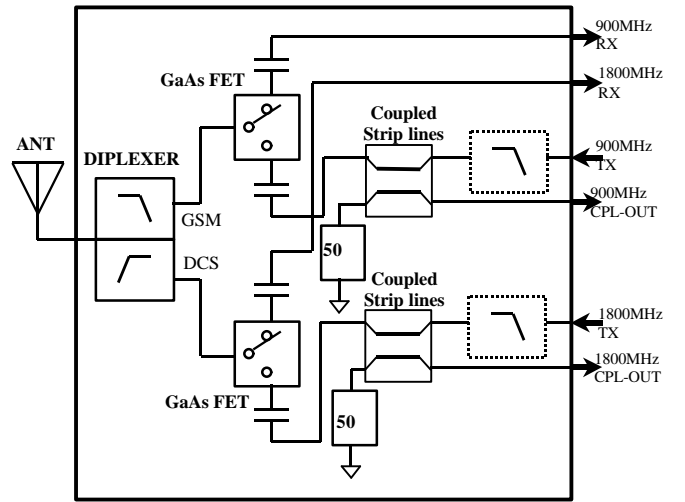 900MHz
RX
GaAs FET
1800MHz
RX
Coupled
Strip lines
ANT
DIPLEXER
900MHz
TX
GSM
900MHz
CPL-OUT
50
DCS
Coupled
Strip lines
1800MHz
TX
1800MHz
CPL-OUT
GaAs FET
50